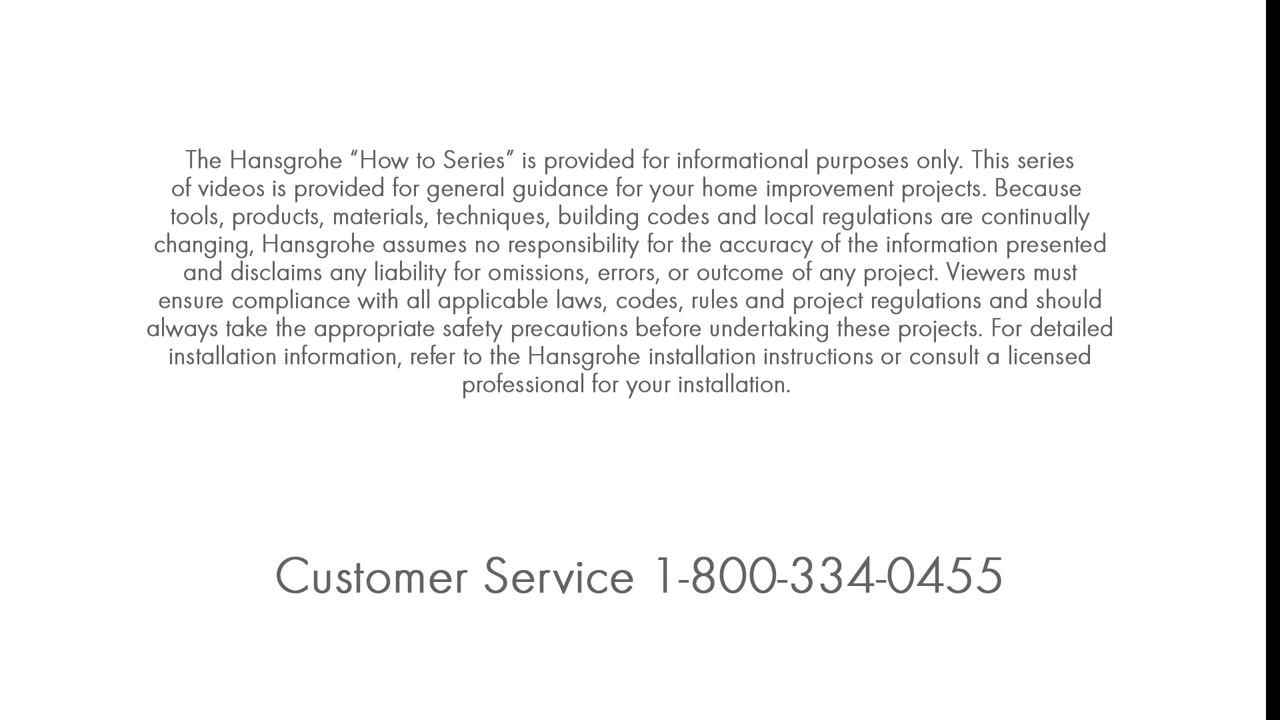 The Hansgrohe “How to Series” is provided for informational purposes only. This series
of videos is provided for general guidance for your home improvement projects. Because
tools, products, materials, techniques, building codes and local regulations are continually
changing, Hansgrohe assumes no responsibility for the accuracy of the information presented
and disclaims any liability for omissions, errors, or outcome of any project. Viewers must
ensure compliance with all applicable laws, codes, rules and project regulations and should
always take the appropriate safety precautions before undertaking these projects. For detailed
installation information, refer to the Hansgrohe installation instructions or consult a licensed
professional for your installation.
Customer Service 1-800-334-0455